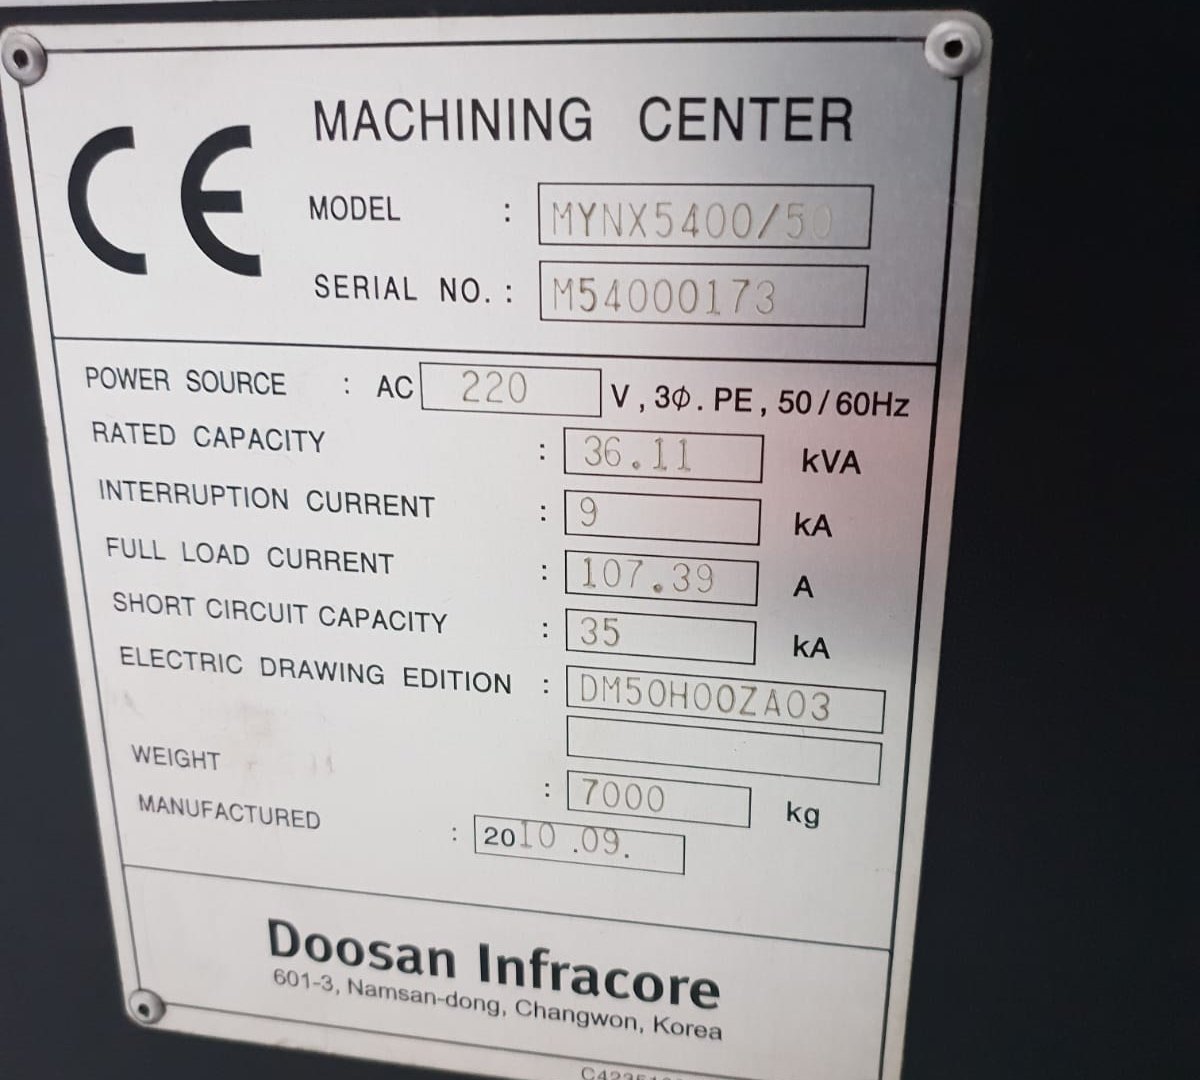 CE
MACHINING CENTER
MODEL : MYNX5400/50
SERIAL NO. : M54000173
POWER SOURCE : AC 220 V, 3Φ. PE, 50/60Hz
RATED CAPACITY : 36.11 kVA
INTERRUPTION CURRENT : 9 kA
FULL LOAD CURRENT : 107.39 A
SHORT CIRCUIT CAPACITY : 35 kA
ELECTRIC DRAWING EDITION : DM50H00ZA03
WEIGHT : 7000 kg
MANUFACTURED : 2010.09.
Doosan Infracore
601-3, Namsan-dong, Changwon, Korea